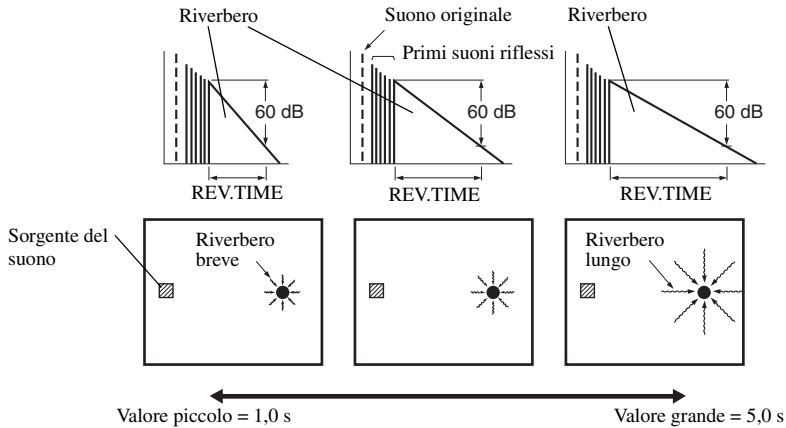 Riverbero
Suono originale
Riverbero
Primi suoni riflessi
60 dB
60 dB
60 dB
REV.TIME
REV.TIME
REV.TIME
Sorgente del
suono
Riverbero
breve
Riverbero
lungo
Valore piccolo = 1,0 s
Valore grande = 5,0 s